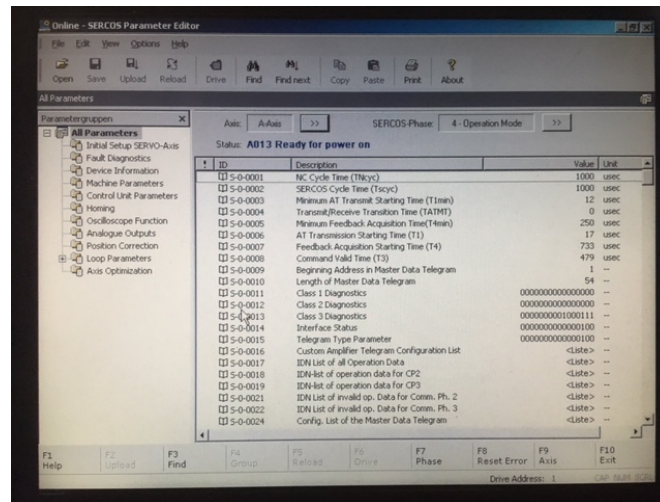 Online - SERCOS Parameter Editor
File Edit View Options Help
Open Save Upload Reload Drive Find Find next Copy Paste Print About
All Parameters
Parametergruppen
Axis: A-Axis >> SERCOS-Phase: 4 - Operation Mode >>
All Parameters
Initial Setup SERVO-Axis
Fault Diagnostics
Device Information
Machine Parameters
Control Unit Parameters
Homing
Oscilloscope Function
Analogue Outputs
Position Correction
Loop Parameters
Axis Optimization
Status: A013 Ready for power on
! ID Description Value Unit
S-0-0001 NC Cycle Time (TNcyc) 1000 usec
S-0-0002 SERCOS Cycle Time (Tscyc) 1000 usec
S-0-0003 Minimum AT Transmit Starting Time (T1min) 12 usec
S-0-0004 Transmit/Receive Transition Time (TATMT) 0 usec
S-0-0005 Minimum Feedback Acquisition Time(T4min) 250 usec
S-0-0006 AT Transmission Starting Time (T1) 17 usec
S-0-0007 Feedback Acquisition Starting Time (T4) 733 usec
S-0-0008 Command Valid Time (T3) 479 usec
S-0-0009 Beginning Address in Master Data Telegram 1 --
S-0-0010 Length of Master Data Telegram 54 --
S-0-0011 Class 1 Diagnostics 0000000000000000 --
S-0-0012 Class 2 Diagnostics 0000000000000000 --
S-0-0013 Class 3 Diagnostics 0000000001000111 --
S-0-0014 Interface Status 0000000000000100 --
S-0-0015 Telegram Type Parameter 0000000000000100 --
S-0-0016 Custom Amplifier Telegram Configuration List <Liste> --
S-0-0017 IDN List of all Operation Data <Liste> --
S-0-0018 IDN-list of operation data for CP2 <Liste> --
S-0-0019 IDN-list of operation data for CP3 <Liste> --
S-0-0021 IDN List of invalid op. Data for Comm. Ph. 2 <Liste> --
S-0-0022 IDN List of invalid op. Data for Comm. Ph. 3 <Liste> --
S-0-0024 Config. List of the Master Data Telegram <Liste> --
F1 F2 F3 F4 F5 F6 F7 F8 F9 F10
Help Upload Find Group Reload Drive Phase Reset Error Axis Exit
Drive Address: 1 CAP NUM SCRL